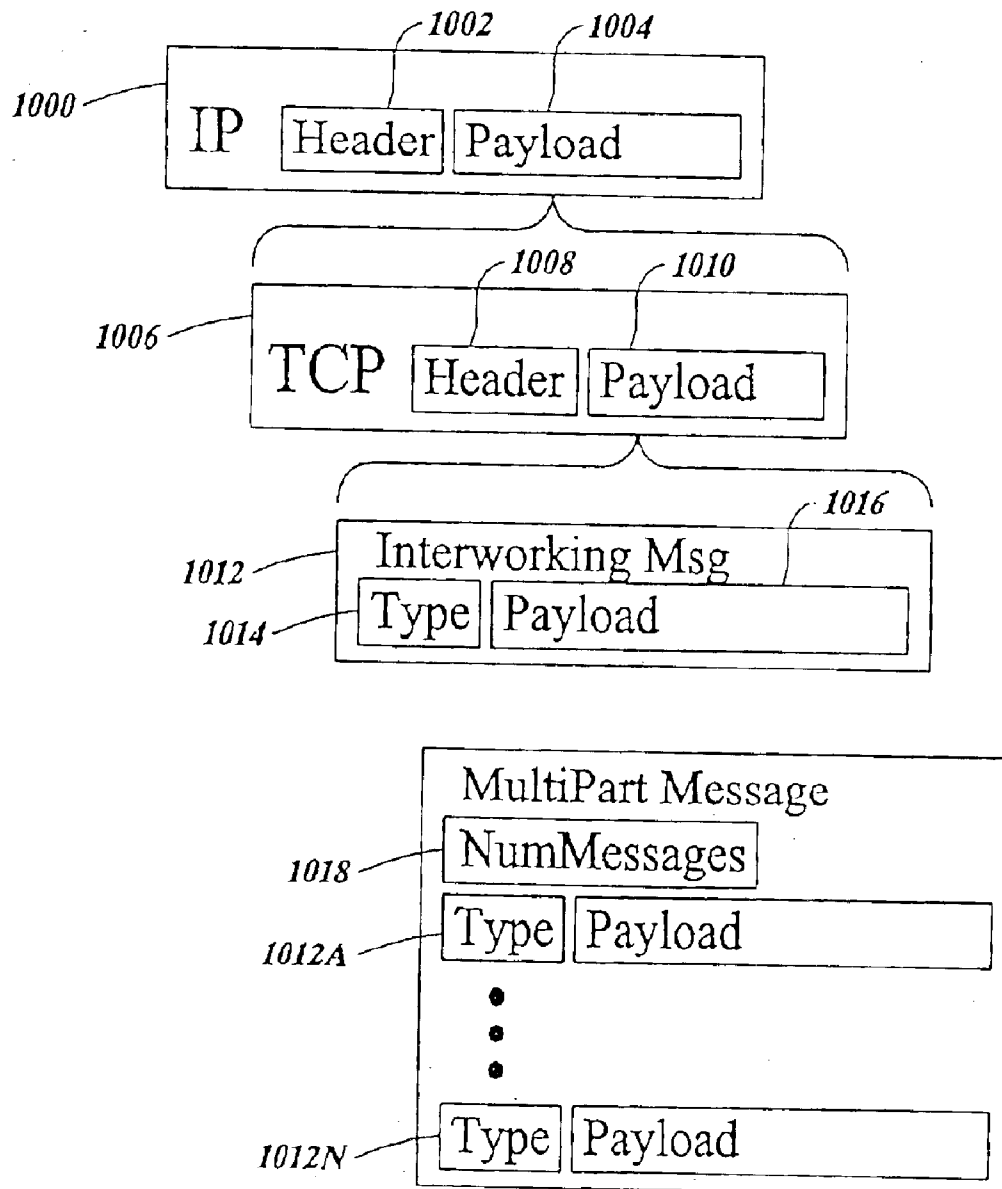 1002 1004
1000
IP Header Payload
1008 1010
1006
TCP Header Payload
1016
1012 Interworking Msg
1014 Type Payload
MultiPart Message
1018 NumMessages
1012A Type Payload
1012N Type Payload